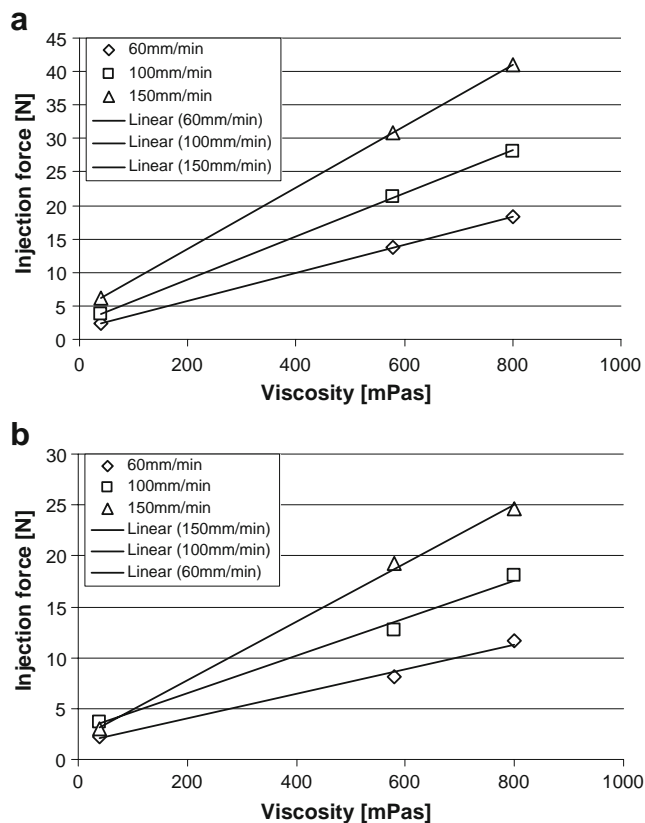 a
Injection force [N]
45
40
35
30
25
20
15
10
5
0
60mm/min
100mm/min
150mm/min
Linear (60mm/min)
Linear (100mm/min)
Linear (150mm/min)
0 200 400 600 800 1000
Viscosity [mPas]
b
Injection force [N]
30
25
20
15
10
5
0
60mm/min
100mm/min
150mm/min
Linear (150mm/min)
Linear (100mm/min)
Linear (60mm/min)
0 200 400 600 800 1000
Viscosity [mPas]